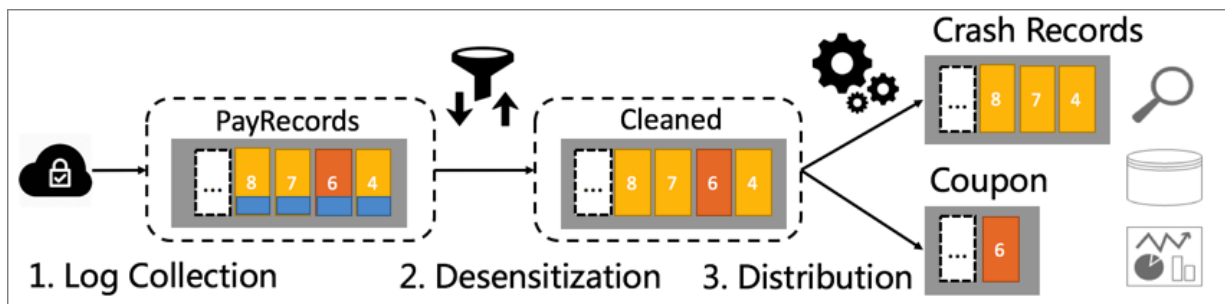 Crash Records
... 8 7 4
PayRecords
... 8 7 6 4
Cleaned
... 8 7 6 4
Coupon
... 6
1. Log Collection
2. Desensitization
3. Distribution